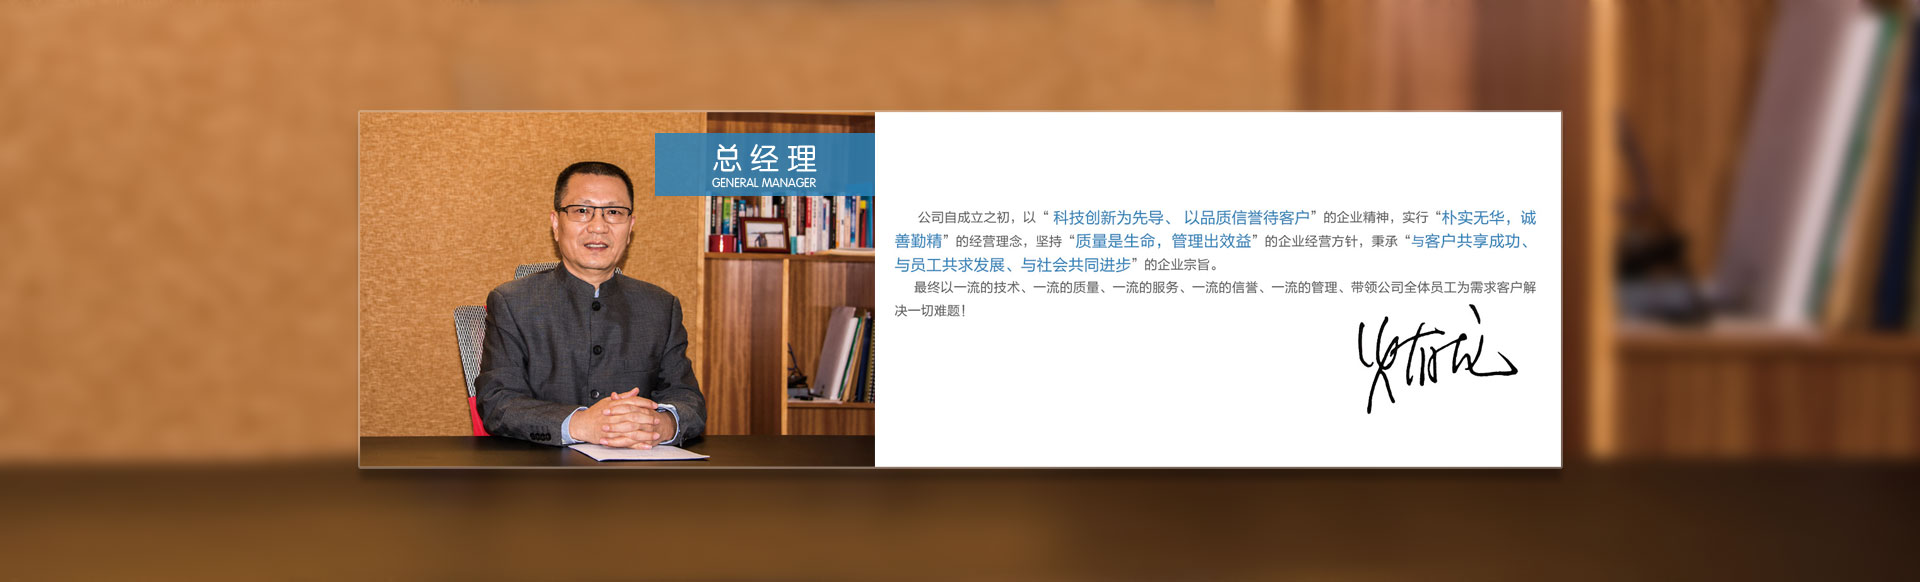 总经理
GENERAL MANAGER
公司自成立之初，以“科技创新为先导、以品质信誉待客户”的企业精神，实行“朴实无华，诚
善勤精”的经营理念，坚持“质量是生命，管理出效益”的企业经营方针，秉承“与客户共享成功、
与员工共求发展、与社会共同进步”的企业宗旨。
最终以一流的技术、一流的质量、一流的服务、一流的信誉、一流的管理、带领公司全体员工为需求客户解
决一切难题！